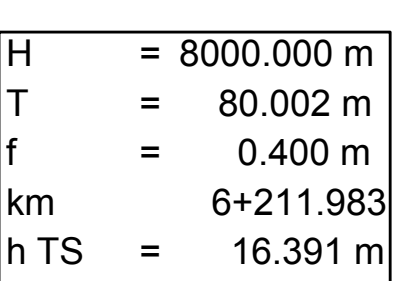 H = 8000.000 m
T = 80.002 m
f = 0.400 m
km 6+211.983
h TS = 16.391 m